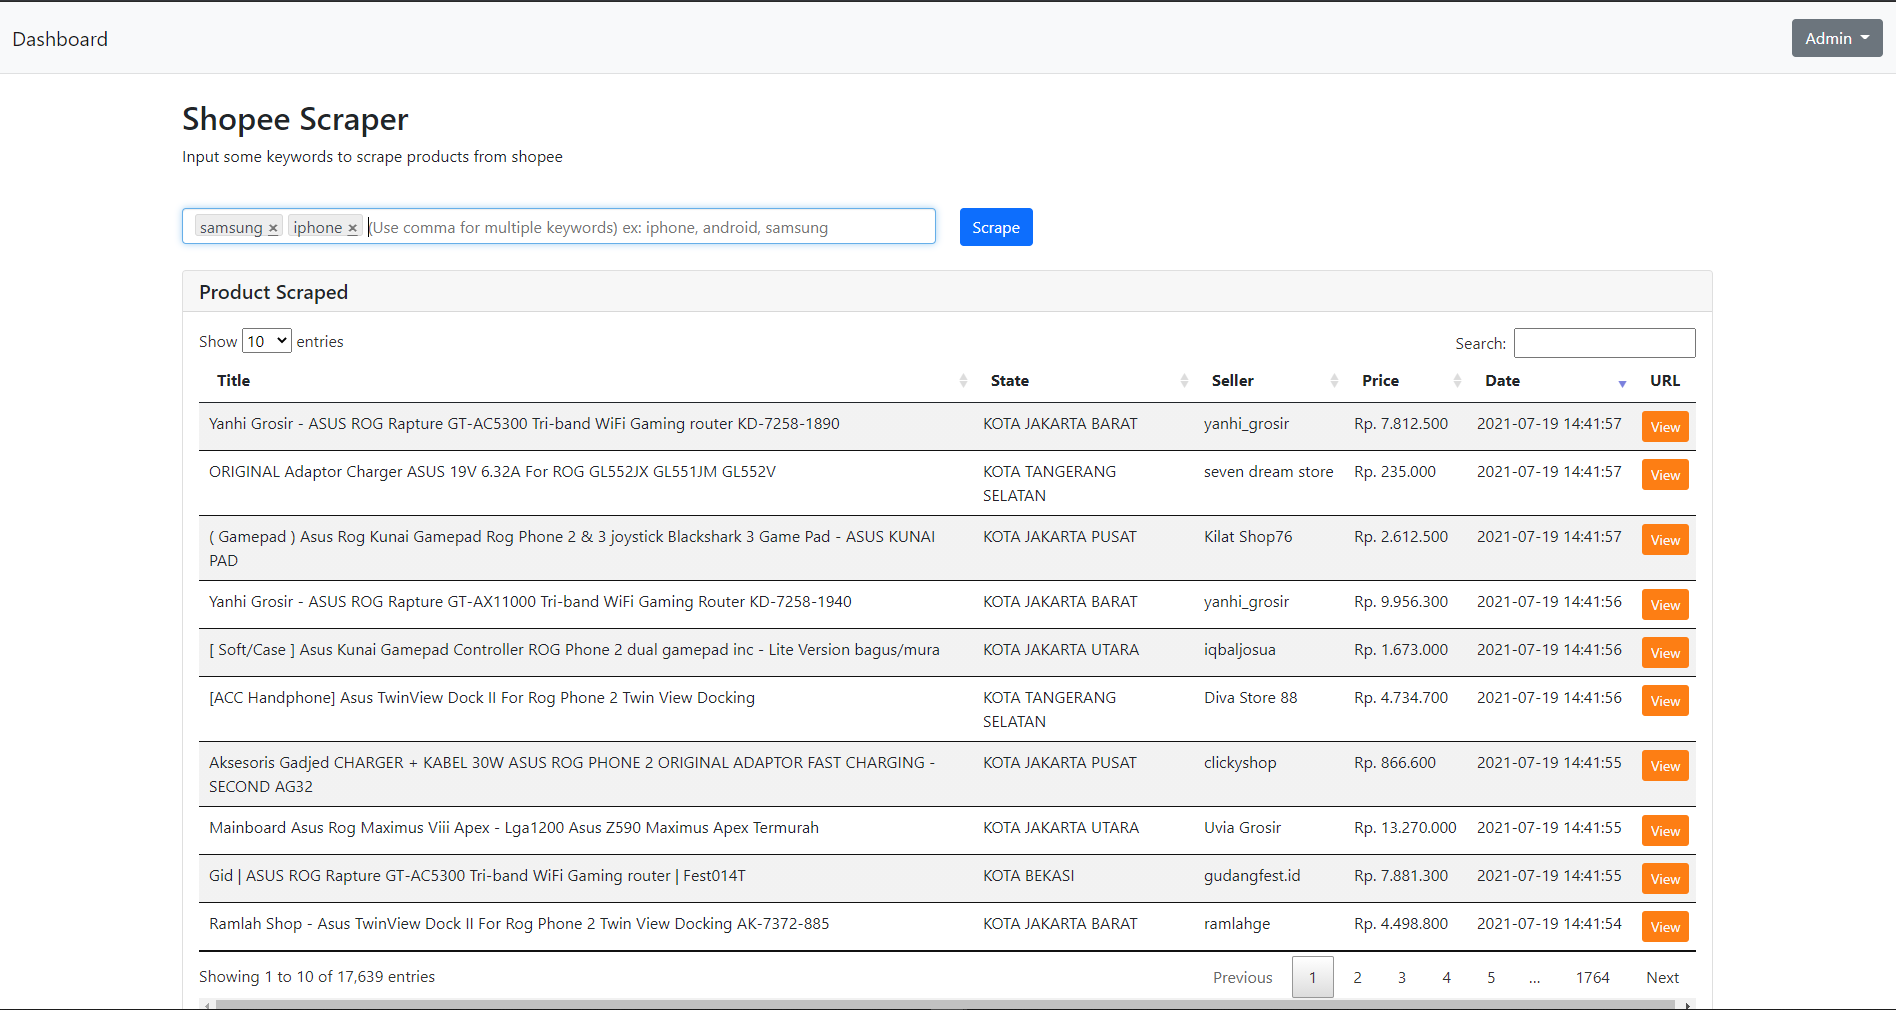 Dashboard
Admin
Shopee Scraper
Input some keywords to scrape products from shopee
samsung × iphone × (Use comma for multiple keywords) ex: iphone, android, samsung
Scrape
Product Scraped
Show 10 entries
Search:
Title State Seller Price Date URL
Yanhi Grosir - ASUS ROG Rapture GT-AC5300 Tri-band WiFi Gaming router KD-7258-1890 KOTA JAKARTA BARAT yanhi_grosir Rp. 7.812.500 2021-07-19 14:41:57 View
ORIGINAL Adaptor Charger ASUS 19V 6.32A For ROG GL552JX GL551JM GL552V KOTA TANGERANG seven dream store Rp. 235.000 2021-07-19 14:41:57 View
SELATAN
( Gamepad ) Asus Rog Kunai Gamepad Rog Phone 2 & 3 joystick Blackshark 3 Game Pad - ASUS KUNAI KOTA JAKARTA PUSAT Kilat Shop76 Rp. 2.612.500 2021-07-19 14:41:57 View
PAD
Yanhi Grosir - ASUS ROG Rapture GT-AX11000 Tri-band WiFi Gaming Router KD-7258-1940 KOTA JAKARTA BARAT yanhi_grosir Rp. 9.956.300 2021-07-19 14:41:56 View
[ Soft/Case ] Asus Kunai Gamepad Controller ROG Phone 2 dual gamepad inc - Lite Version bagus/mura KOTA JAKARTA UTARA iqbaljosua Rp. 1.673.000 2021-07-19 14:41:56 View
[ACC Handphone] Asus TwinView Dock II For Rog Phone 2 Twin View Docking KOTA TANGERANG Diva Store 88 Rp. 4.734.700 2021-07-19 14:41:56 View
SELATAN
Aksesoris Gadjed CHARGER + KABEL 30W ASUS ROG PHONE 2 ORIGINAL ADAPTOR FAST CHARGING - KOTA JAKARTA PUSAT clickyshop Rp. 866.600 2021-07-19 14:41:55 View
SECOND AG32
Mainboard Asus Rog Maximus Viii Apex - Lga1200 Asus Z590 Maximus Apex Termurah KOTA JAKARTA UTARA Uvia Grosir Rp. 13.270.000 2021-07-19 14:41:55 View
Gid | ASUS ROG Rapture GT-AC5300 Tri-band WiFi Gaming router | Fest014T KOTA BEKASI gudangfest.id Rp. 7.881.300 2021-07-19 14:41:55 View
Ramlah Shop - Asus TwinView Dock II For Rog Phone 2 Twin View Docking AK-7372-885 KOTA JAKARTA BARAT ramlahge Rp. 4.498.800 2021-07-19 14:41:54 View
Showing 1 to 10 of 17,639 entries
Previous 1 2 3 4 5 ... 1764 Next